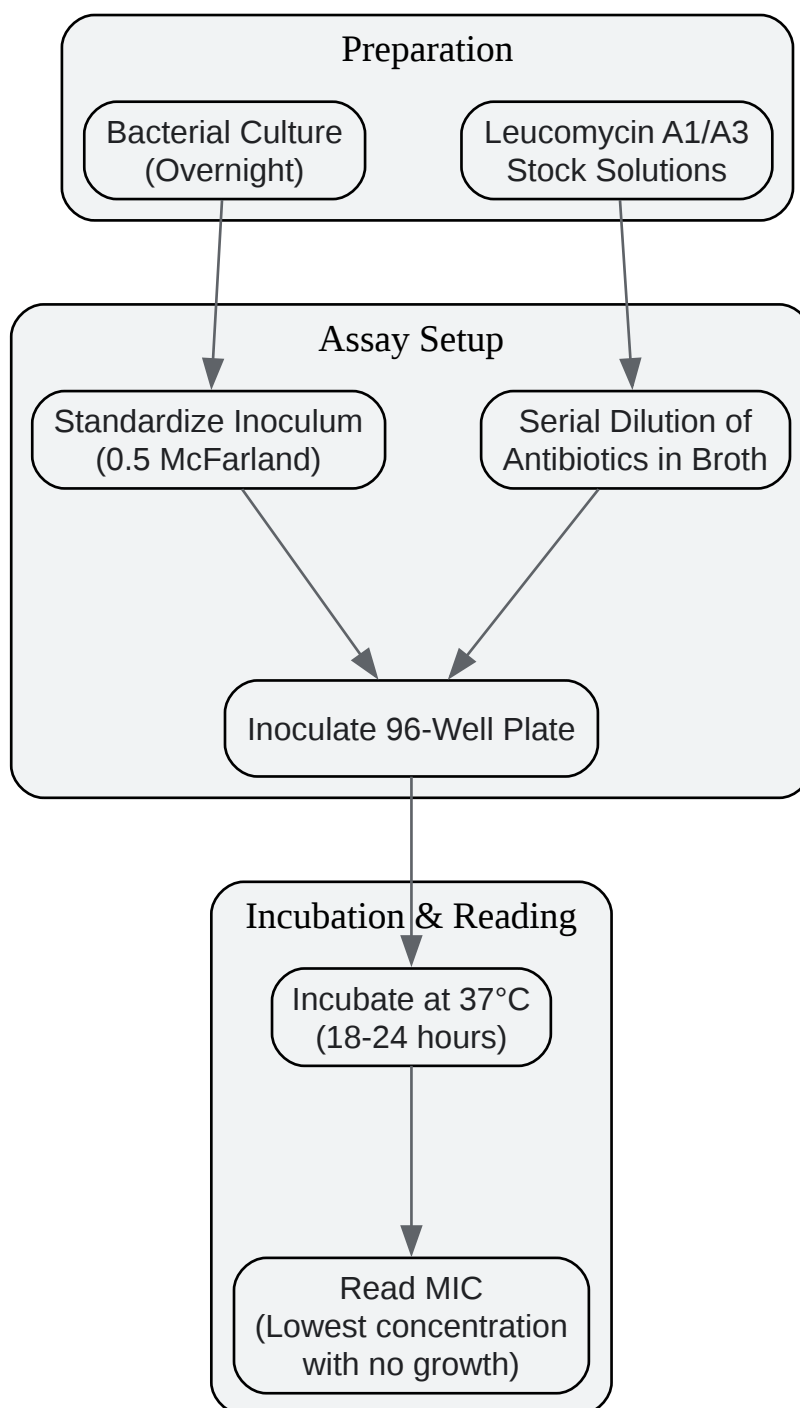 Preparation
Bacterial Culture
(Overnight)
Leucomycin A1/A3
Stock Solutions
Assay Setup
Standardize Inoculum
(0.5 McFarland)
Serial Dilution of
Antibiotics in Broth
Inoculate 96-Well Plate
Incubation & Reading
Incubate at 37°C
(18-24 hours)
Read MIC
(Lowest concentration
with no growth)